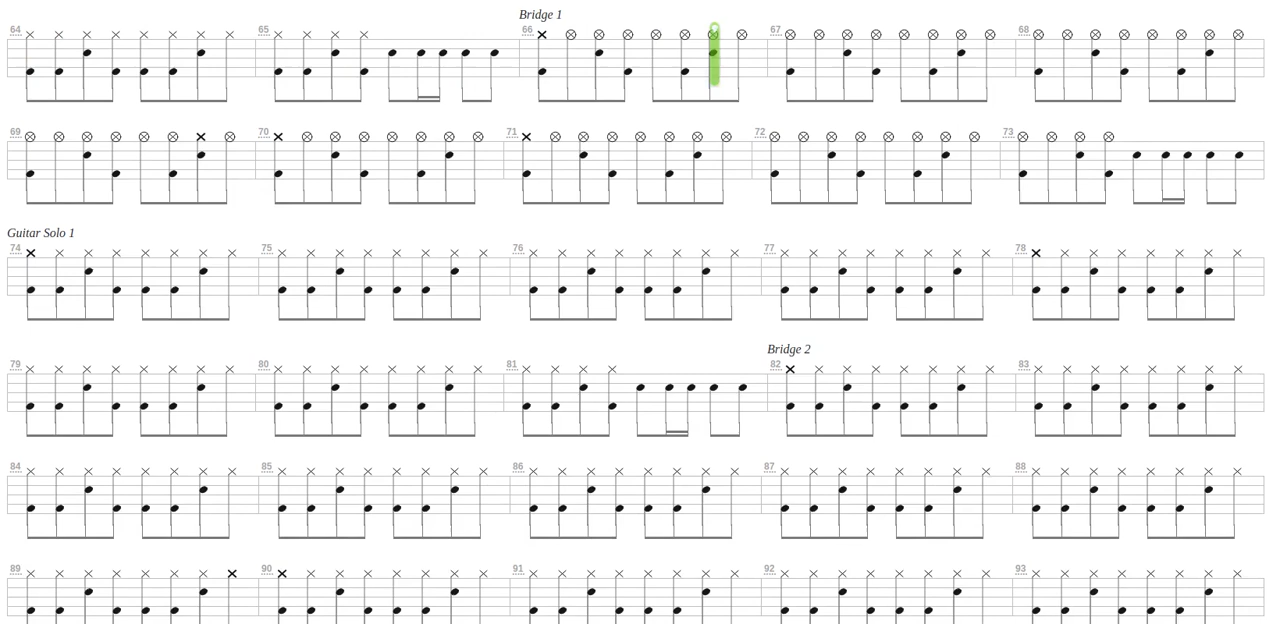 Bridge 1
64 65 66 67 68
69 70 71 72 73
Guitar Solo 1
74 75 76 77 78
Bridge 2
79 80 81 82 83
84 85 86 87 88
89 90 91 92 93